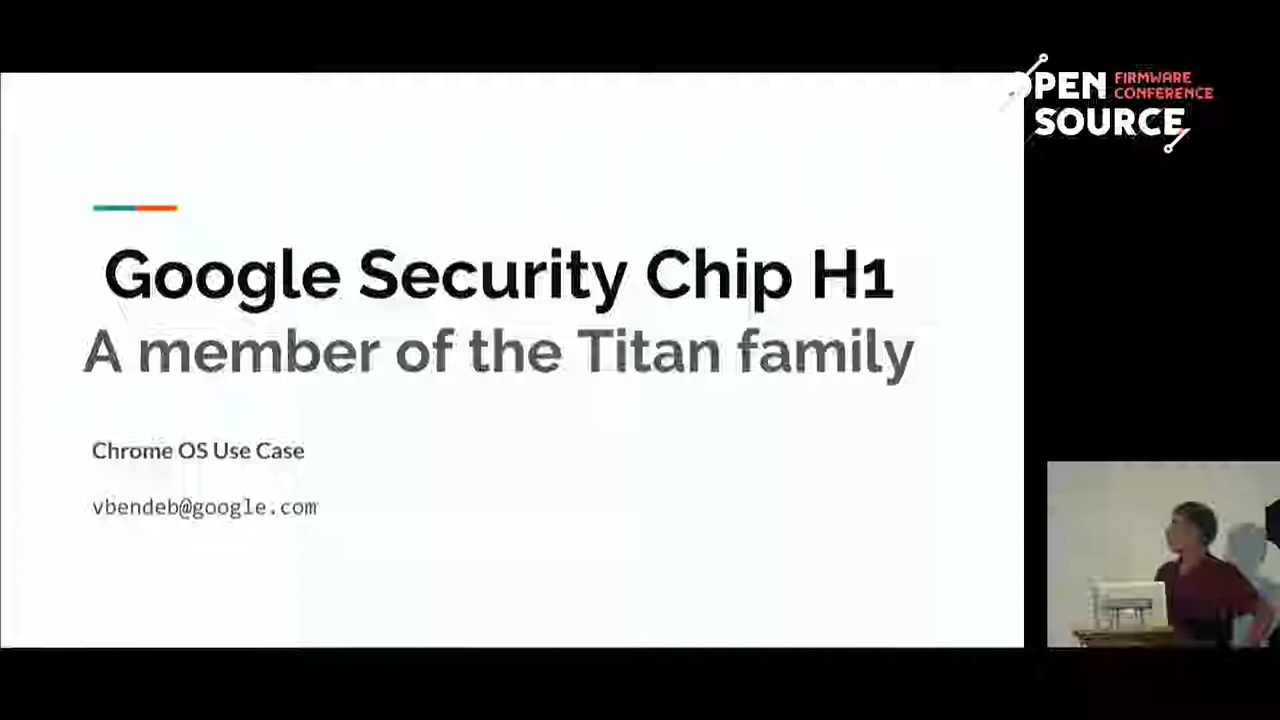 OPEN FIRMWARE
CONFERENCE
SOURCE
Google Security Chip H1
A member of the Titan family
Chrome OS Use Case
vbendeb@google.com